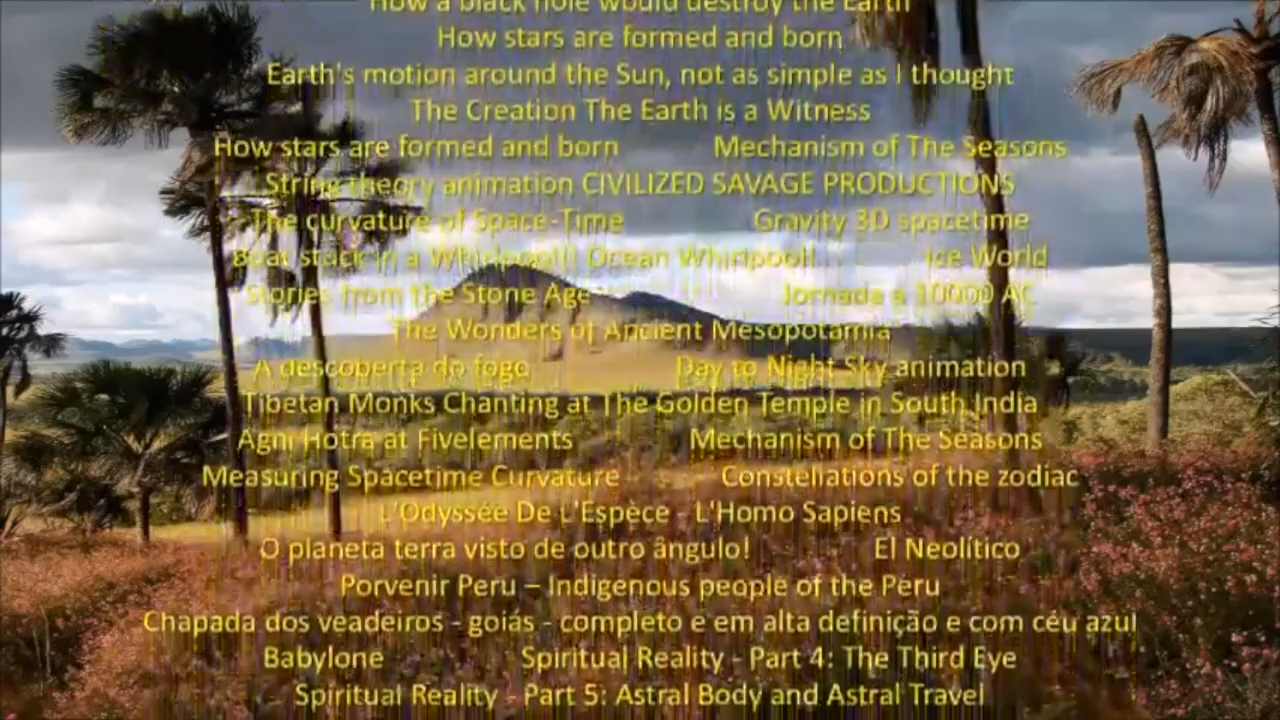 How a black hole would destroy the Earth
How stars are formed and born
Earth's motion around the Sun, not as simple as I thought
The Creation The Earth is a Witness
How stars are formed and born Mechanism of The Seasons
String theory animation CIVILIZED SAVAGE PRODUCTIONS
The curvature of Space-Time Gravity 3D spacetime
Boat stuck in a Whirlpool!! Ocean Whirlpool!.. Ice World
Stories from the Stone Age Jornada a 10000 AC
The Wonders of Ancient Mesopotamia
A descoberta do fogo Day to Night Sky animation
Tibetan Monks Chanting at The Golden Temple in South India
Agni Hotra at Fivelements Mechanism of The Seasons
Measuring Spacetime Curvature Constellations of the zodiac
L'Odyssée De L'Espèce - L'Homo Sapiens
O planeta terra visto de outro ângulo! El Neolítico
Porvenir Peru – Indigenous people of the Peru
Chapada dos veadeiros - goiás - completo e em alta definição e com céu azul
Babylone Spiritual Reality - Part 4: The Third Eye
Spiritual Reality - Part 5: Astral Body and Astral Travel